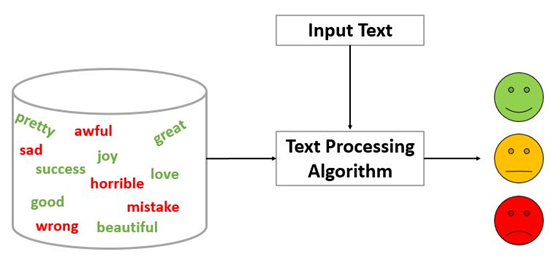 Input Text
pretty
awful
great
sad
joy
success
love
horrible
good
mistake
wrong
beautiful
Text Processing
Algorithm